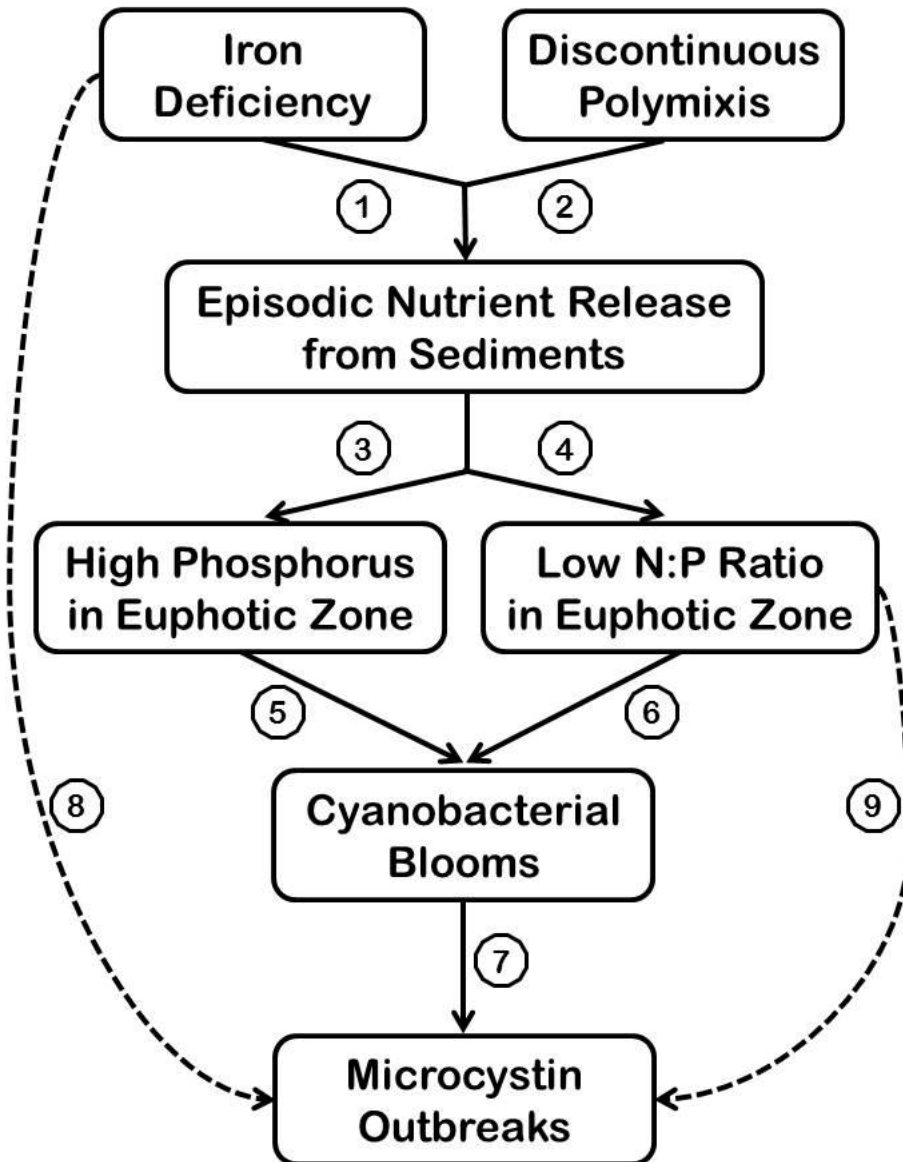 Iron
Deficiency
Discontinuous
Polymixis
1
2
Episodic Nutrient Release
from Sediments
3
4
High Phosphorus
in Euphotic Zone
Low N:P Ratio
in Euphotic Zone
5
6
8
9
Cyanobacterial
Blooms
7
Microcystin
Outbreaks